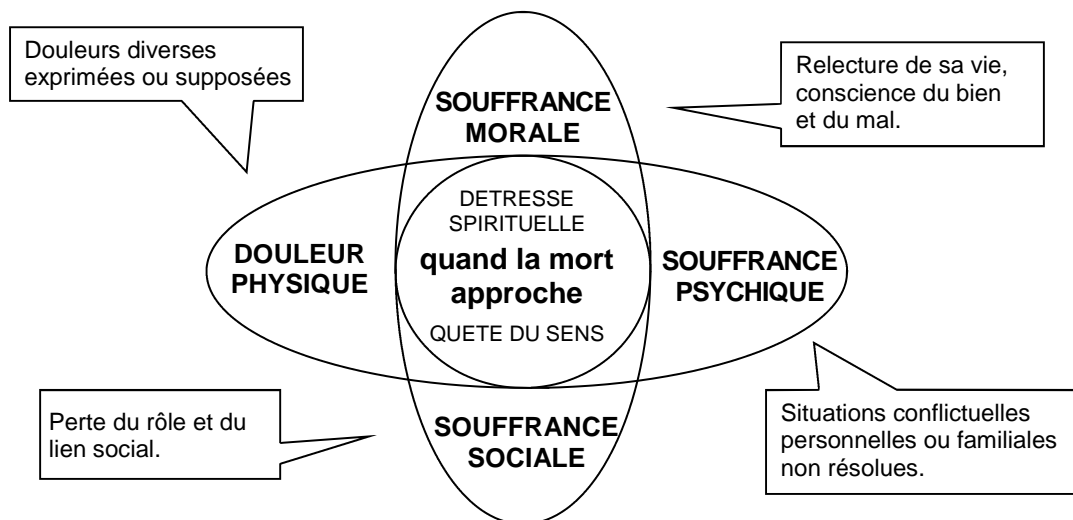 Douleurs diverses
exprimées ou supposées
Relecture de sa vie,
conscience du bien
et du mal.
SOUFFRANCE
MORALE
DETRESSE
SPIRITUELLE
DOULEUR
PHYSIQUE
quand la mort
approche
SOUFFRANCE
PSYCHIQUE
QUETE DU SENS
Perte du rôle et du
lien social.
SOUFFRANCE
SOCIALE
Situations conflictuelles
personnelles ou familiales
non résolues.